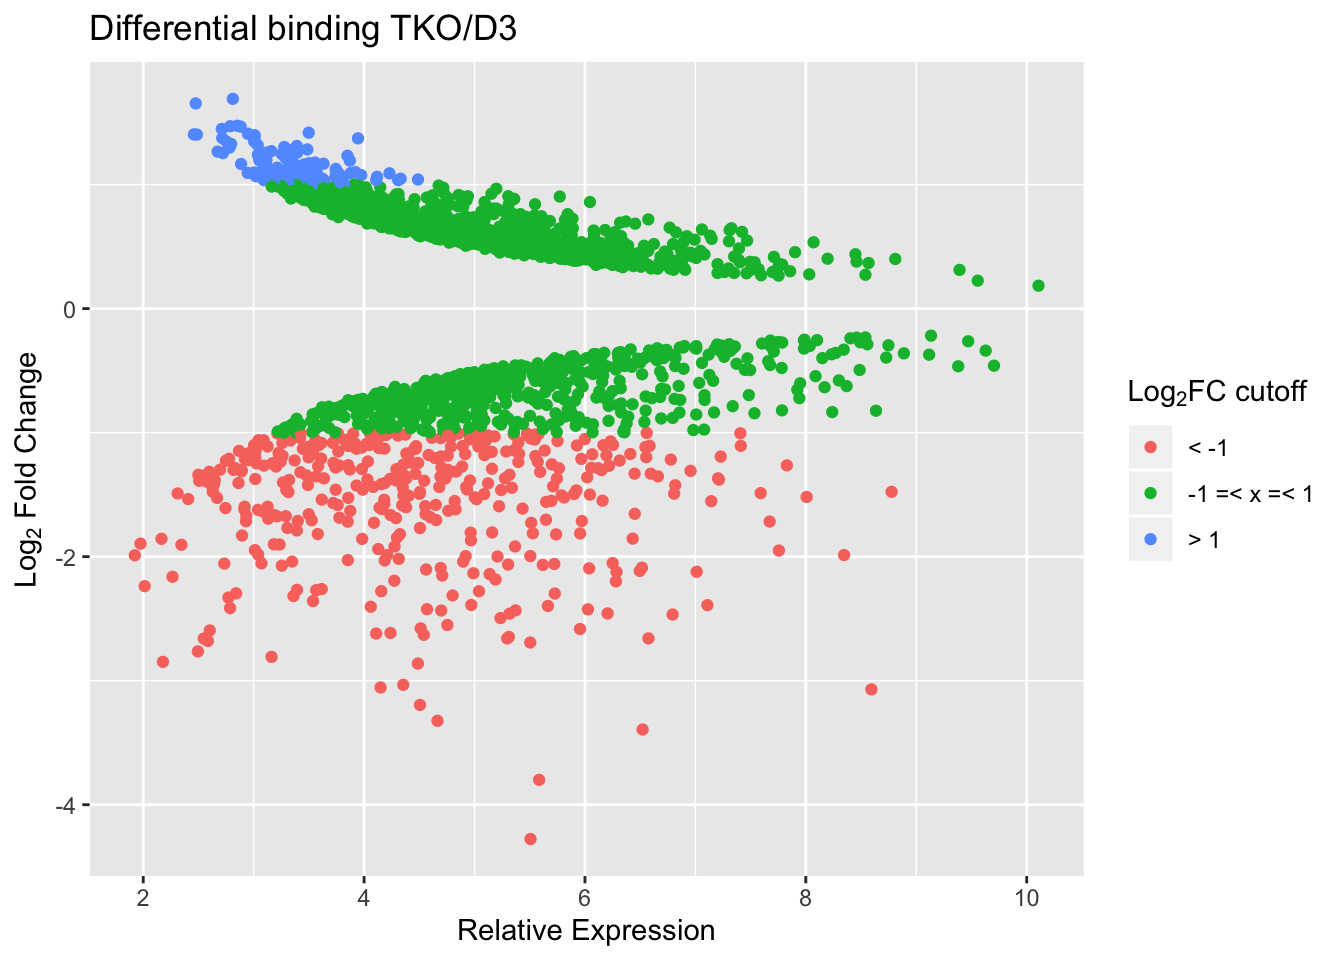 Differential binding TKO/D3
Log₂ Fold Change
0
-2
-4
2 4 6 8 10
Relative Expression
Log₂FC cutoff
< -1
-1 =< x =< 1
> 1